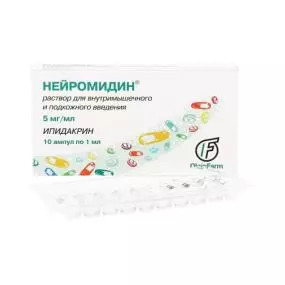 НЕЙРОМИДИН®
раствор для внутримышечного
и подкожного введения
5 мг/мл
ИПИДАКРИН
10 ампул по 1 мл
OlainFarm